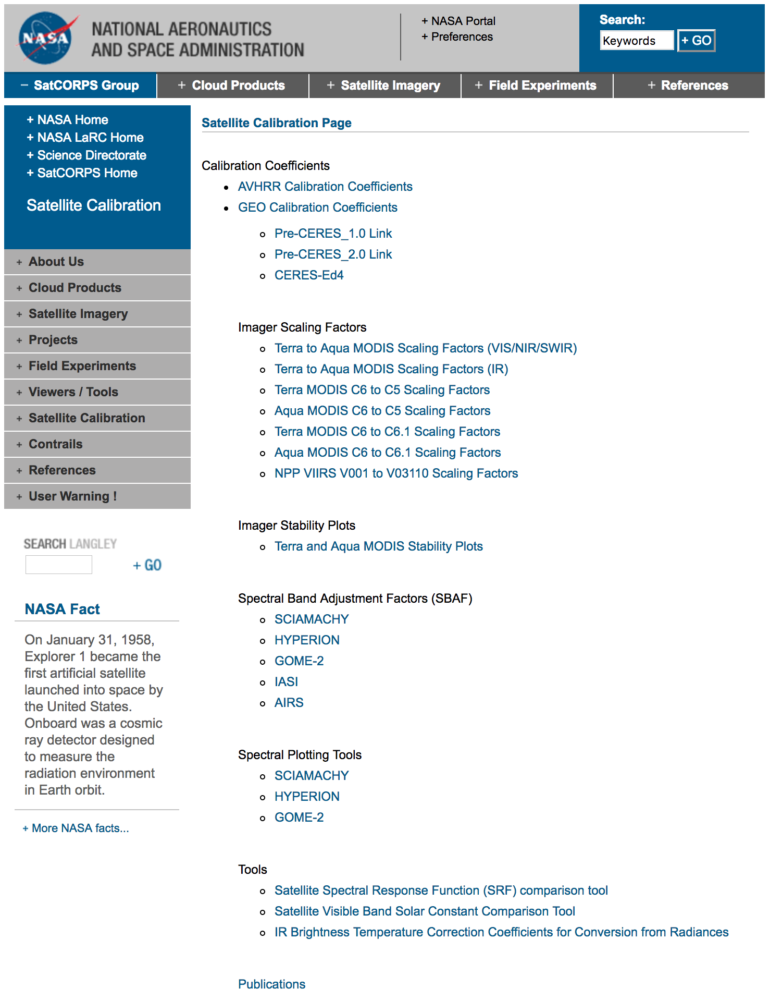 NASA
NATIONAL AERONAUTICS
AND SPACE ADMINISTRATION
+ NASA Portal
+ Preferences
Search:
Keywords
+ GO
− SatCORPS Group
+ Cloud Products
+ Satellite Imagery
+ Field Experiments
+ References
+ NASA Home
+ NASA LaRC Home
+ Science Directorate
+ SatCORPS Home
Satellite Calibration
+ About Us
+ Cloud Products
+ Satellite Imagery
+ Projects
+ Field Experiments
+ Viewers / Tools
+ Satellite Calibration
+ Contrails
+ References
+ User Warning !
SEARCH LANGLEY
+ GO
NASA Fact
On January 31, 1958,
Explorer 1 became the
first artificial satellite
launched into space by
the United States.
Onboard was a cosmic
ray detector designed
to measure the
radiation environment
in Earth orbit.
+ More NASA facts...
Satellite Calibration Page
Calibration Coefficients
AVHRR Calibration Coefficients
GEO Calibration Coefficients
Pre-CERES_1.0 Link
Pre-CERES_2.0 Link
CERES-Ed4
Imager Scaling Factors
Terra to Aqua MODIS Scaling Factors (VIS/NIR/SWIR)
Terra to Aqua MODIS Scaling Factors (IR)
Terra MODIS C6 to C5 Scaling Factors
Aqua MODIS C6 to C5 Scaling Factors
Terra MODIS C6 to C6.1 Scaling Factors
Aqua MODIS C6 to C6.1 Scaling Factors
NPP VIIRS V001 to V03110 Scaling Factors
Imager Stability Plots
Terra and Aqua MODIS Stability Plots
Spectral Band Adjustment Factors (SBAF)
SCIAMACHY
HYPERION
GOME-2
IASI
AIRS
Spectral Plotting Tools
SCIAMACHY
HYPERION
GOME-2
Tools
Satellite Spectral Response Function (SRF) comparison tool
Satellite Visible Band Solar Constant Comparison Tool
IR Brightness Temperature Correction Coefficients for Conversion from Radiances
Publications